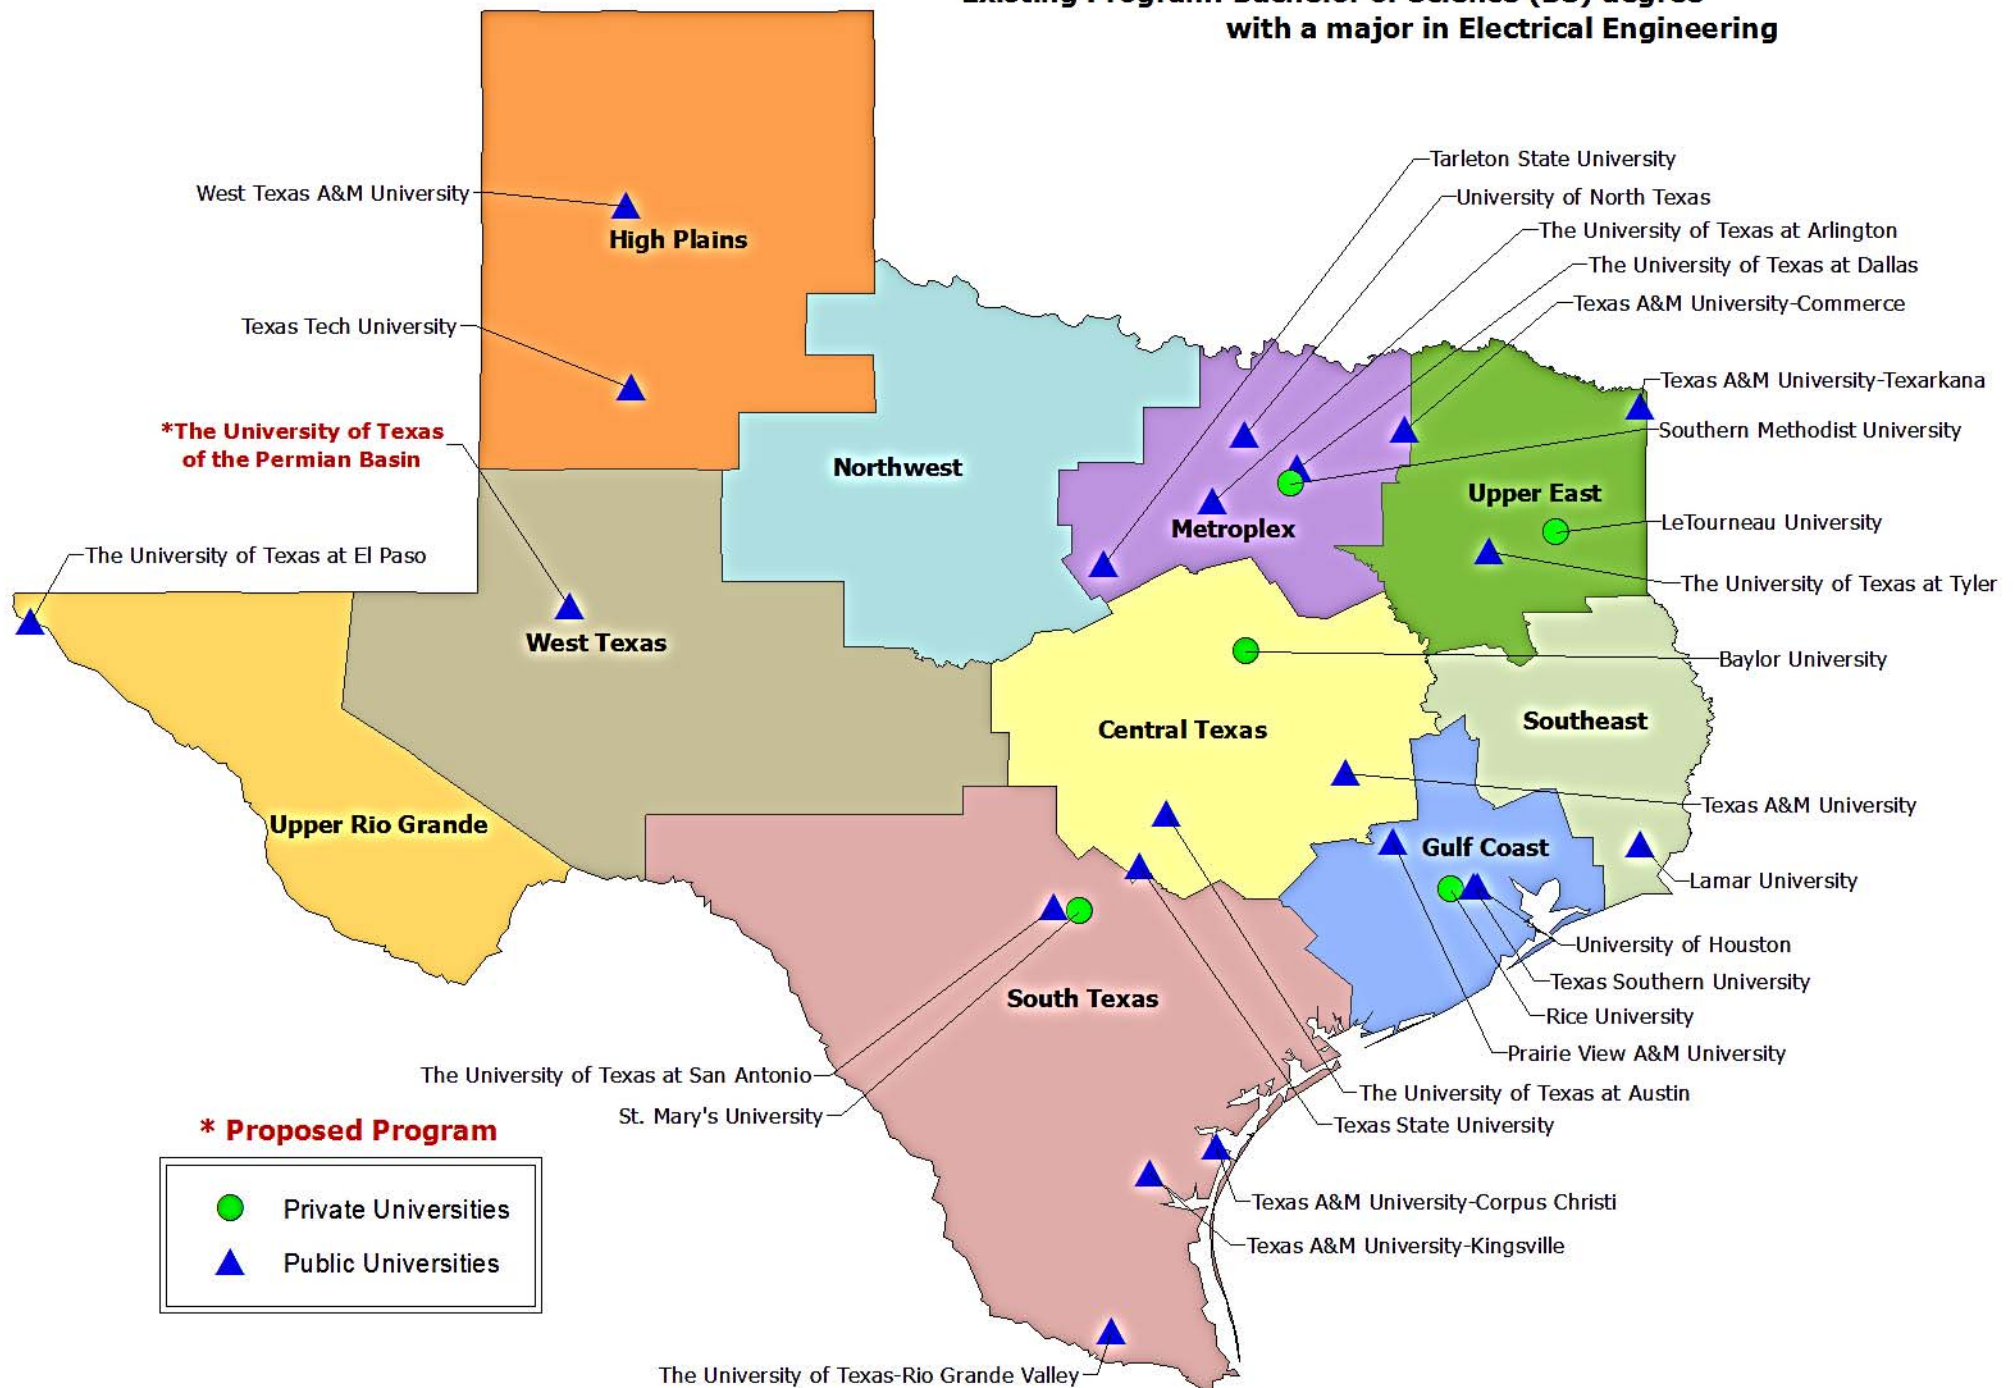 Existing Program: Bachelor of Science (BS) degree
with a major in Electrical Engineering
Tarleton State University
West Texas A&M University
University of North Texas
High Plains
The University of Texas at Arlington
The University of Texas at Dallas
Texas A&M University-Commerce
Texas Tech University
Texas A&M University-Texarkana
*The University of Texas
of the Permian Basin
Southern Methodist University
Northwest
Upper East
LeTourneau University
Metroplex
The University of Texas at El Paso
The University of Texas at Tyler
West Texas
Baylor University
Southeast
Central Texas
Texas A&M University
Upper Rio Grande
Gulf Coast
Lamar University
University of Houston
Texas Southern University
South Texas
Rice University
Prairie View A&M University
The University of Texas at San Antonio
The University of Texas at Austin
St. Mary's University
Texas State University
* Proposed Program
Private Universities
Texas A&M University-Corpus Christi
Texas A&M University-Kingsville
Public Universities
The University of Texas-Rio Grande Valley